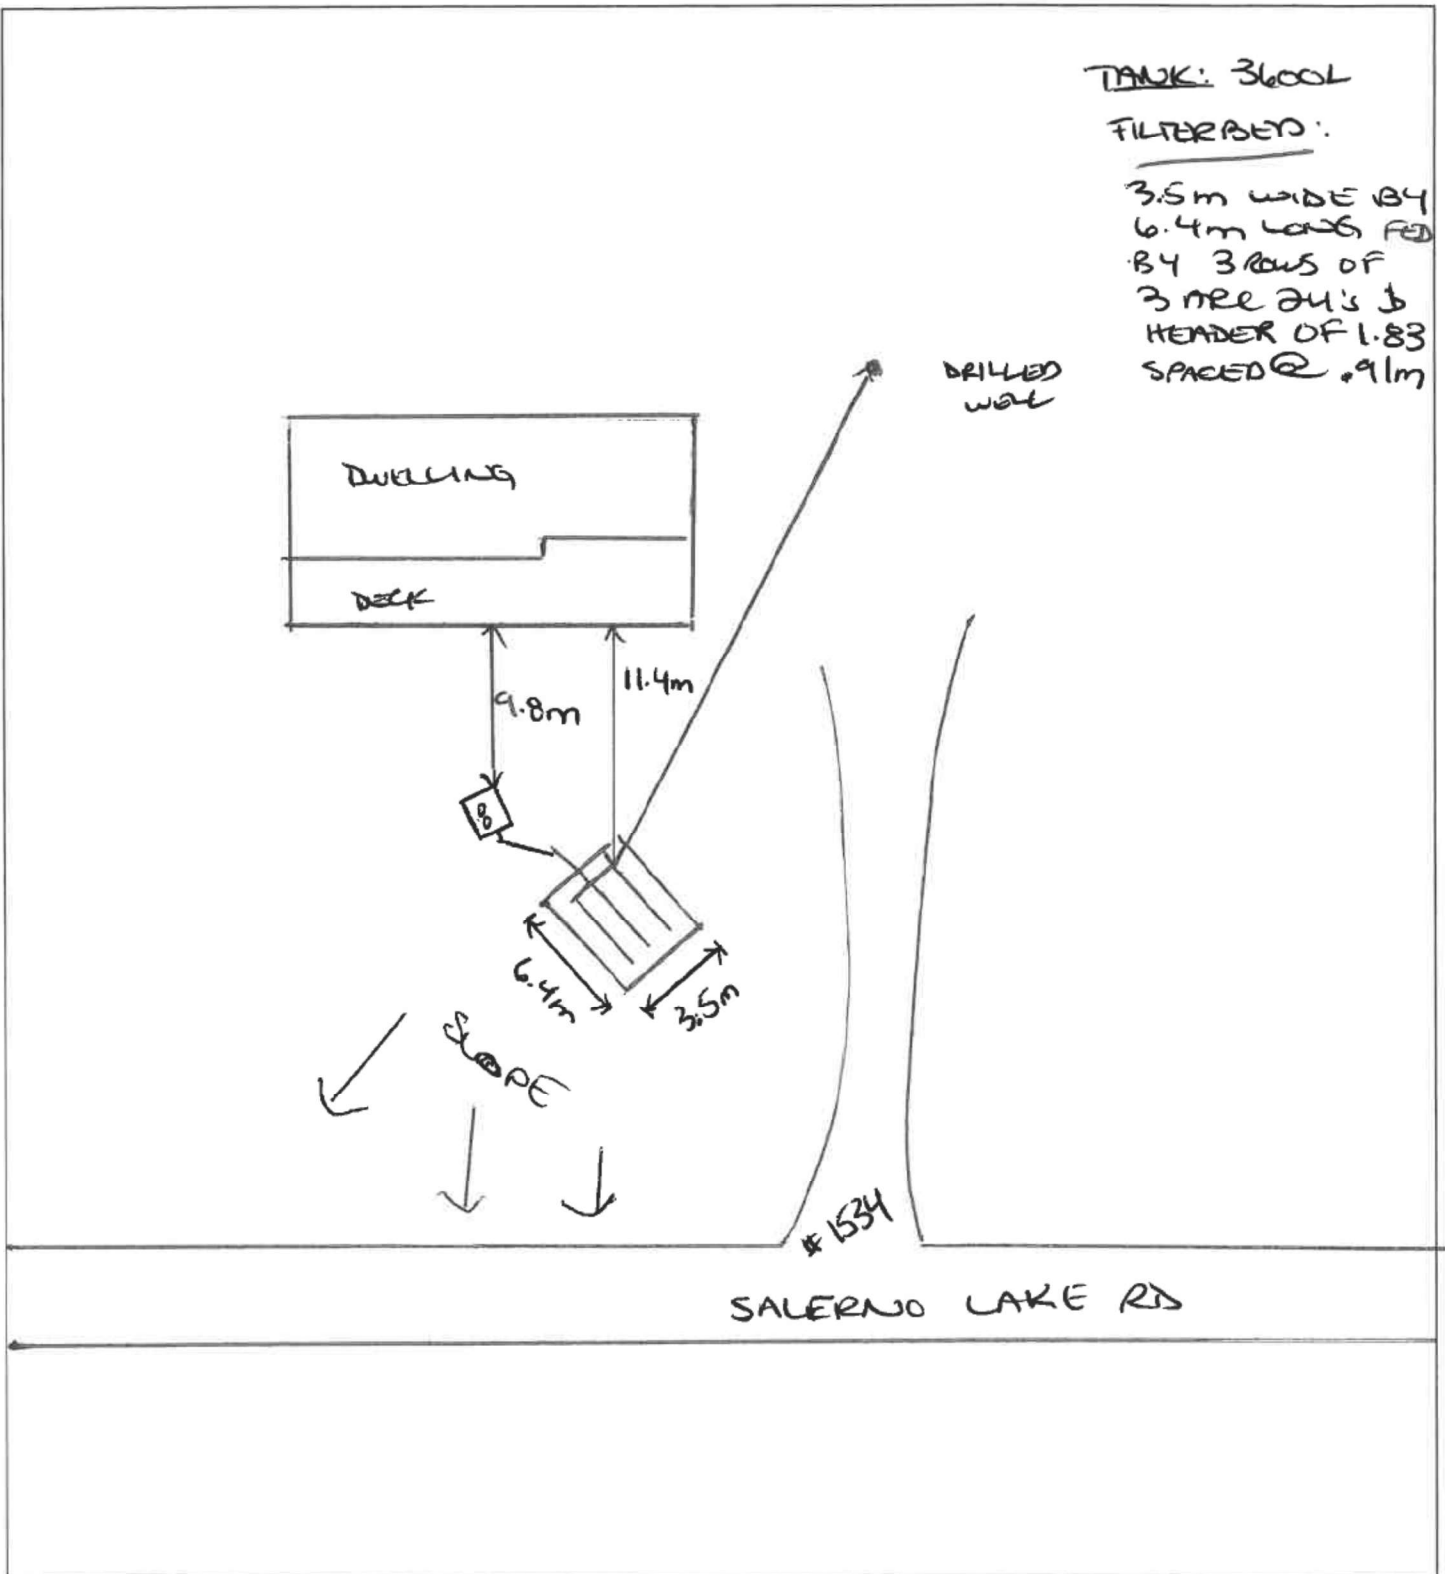 TANK: 3600L
FILTERBED:
3.5m WIDE BY
6.4m LONG FED
BY 3 ROWS OF
3 ARC 24's &
HEADER OF 1.83
SPACED @ .91m
DRILLED
WELL
DWELLING
DECK
9.8m
11.4m
6.4m
3.5m
SLOPE
# 1534
SALERNO LAKE RD